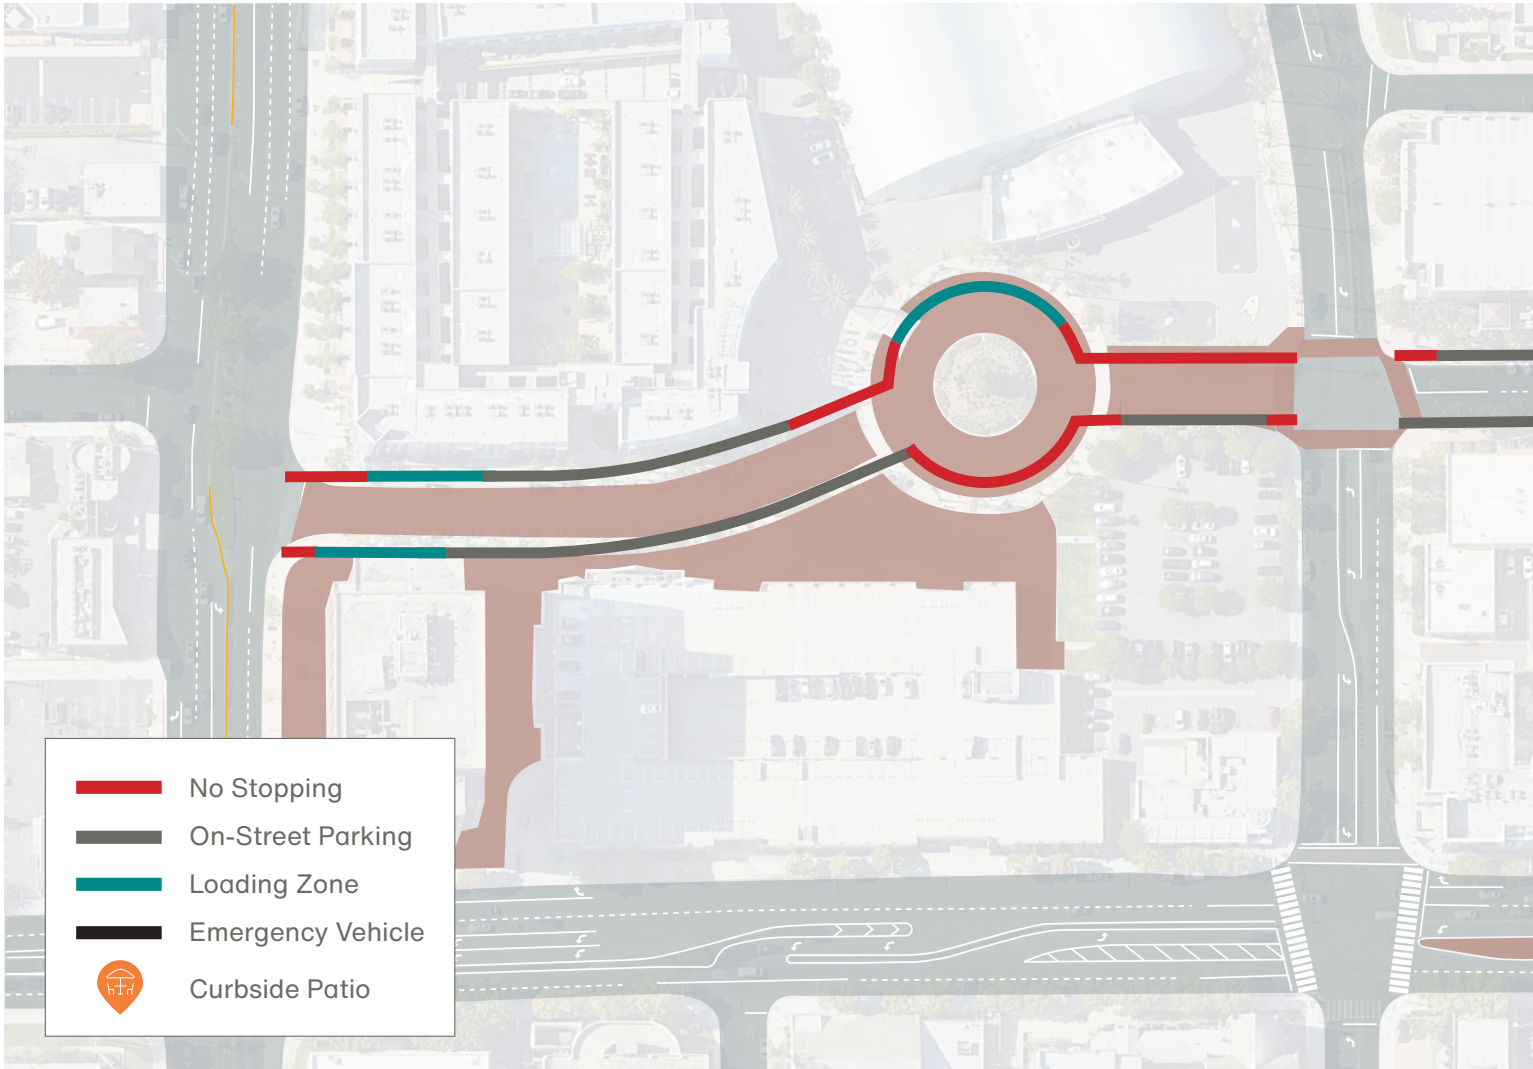 No Stopping
On-Street Parking
Loading Zone
Emergency Vehicle
Curbside Patio